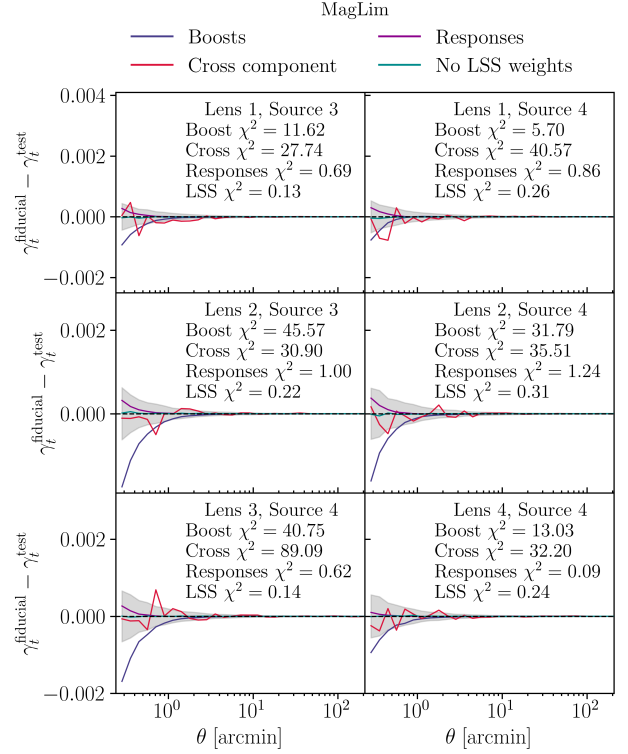 MagLim
Boosts
Responses
Cross component
No LSS weights
0.004
0.002
0.000
−0.002
γ_t^fiducial − γ_t^test
Lens 1, Source 3
Boost χ² = 11.62
Cross χ² = 27.74
Responses χ² = 0.69
LSS χ² = 0.13
Lens 1, Source 4
Boost χ² = 5.70
Cross χ² = 40.57
Responses χ² = 0.86
LSS χ² = 0.26
0.002
0.000
γ_t^fiducial − γ_t^test
Lens 2, Source 3
Boost χ² = 45.57
Cross χ² = 30.90
Responses χ² = 1.00
LSS χ² = 0.22
Lens 2, Source 4
Boost χ² = 31.79
Cross χ² = 35.51
Responses χ² = 1.24
LSS χ² = 0.31
0.002
0.000
−0.002
γ_t^fiducial − γ_t^test
Lens 3, Source 4
Boost χ² = 40.75
Cross χ² = 89.09
Responses χ² = 0.62
LSS χ² = 0.14
Lens 4, Source 4
Boost χ² = 13.03
Cross χ² = 32.20
Responses χ² = 0.09
LSS χ² = 0.24
10⁰ 10¹ 10² 10⁰ 10¹ 10²
θ [arcmin] θ [arcmin]